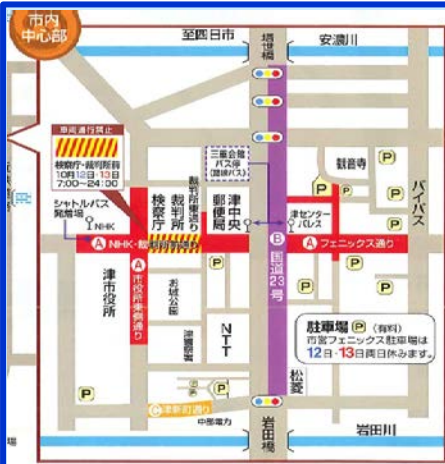 市内
中心部
至四日市
塔世橋
安濃川
車両通行禁止
検察庁・裁判所前
10月12日・13日
7:00〜24:00
シャトルバス
発着場
NHK
検察庁
裁判所
裁判所東通り
三重会館
バス停
郵便局
津中央
観音寺
P
P
P
P
津センター
パレス
バイパス
A NHK・裁判所前通り
B 国道23号
A フェニックス通り
A 市役所東側通り
津市役所
お城公園
津警察署
NTT
P
P
P
駐車場 P (有料)
市営フェニックス駐車場は
12日・13日両日休みます。
松菱
P
P
C 津新町通り
中部電力
岩田橋
岩田川
P
場